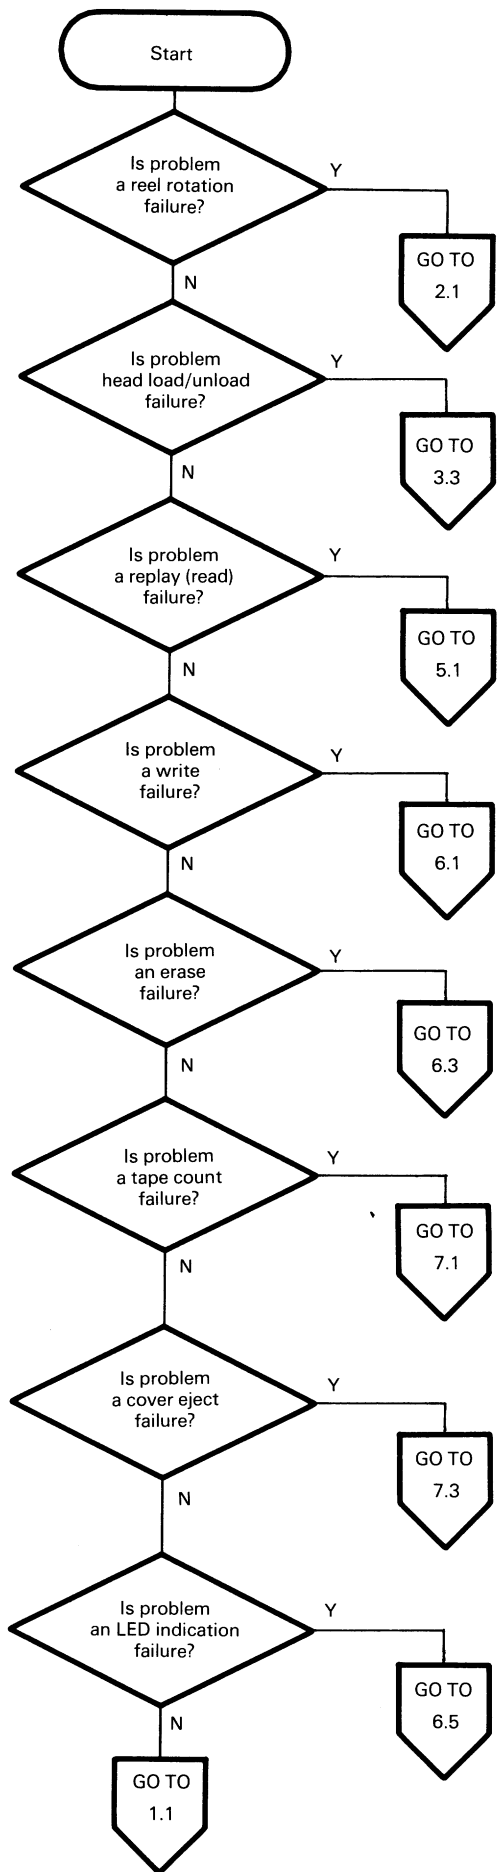 Start
Is problem
a reel rotation
failure?
Y
GO TO
2.1
N
Is problem
head load/unload
failure?
Y
GO TO
3.3
N
Is problem
a replay (read)
failure?
Y
GO TO
5.1
N
Is problem
a write
failure?
Y
GO TO
6.1
N
Is problem
an erase
failure?
Y
GO TO
6.3
N
Is problem
a tape count
failure?
Y
GO TO
7.1
N
Is problem
a cover eject
failure?
Y
GO TO
7.3
N
Is problem
an LED indication
failure?
Y
GO TO
6.5
N
GO TO
1.1